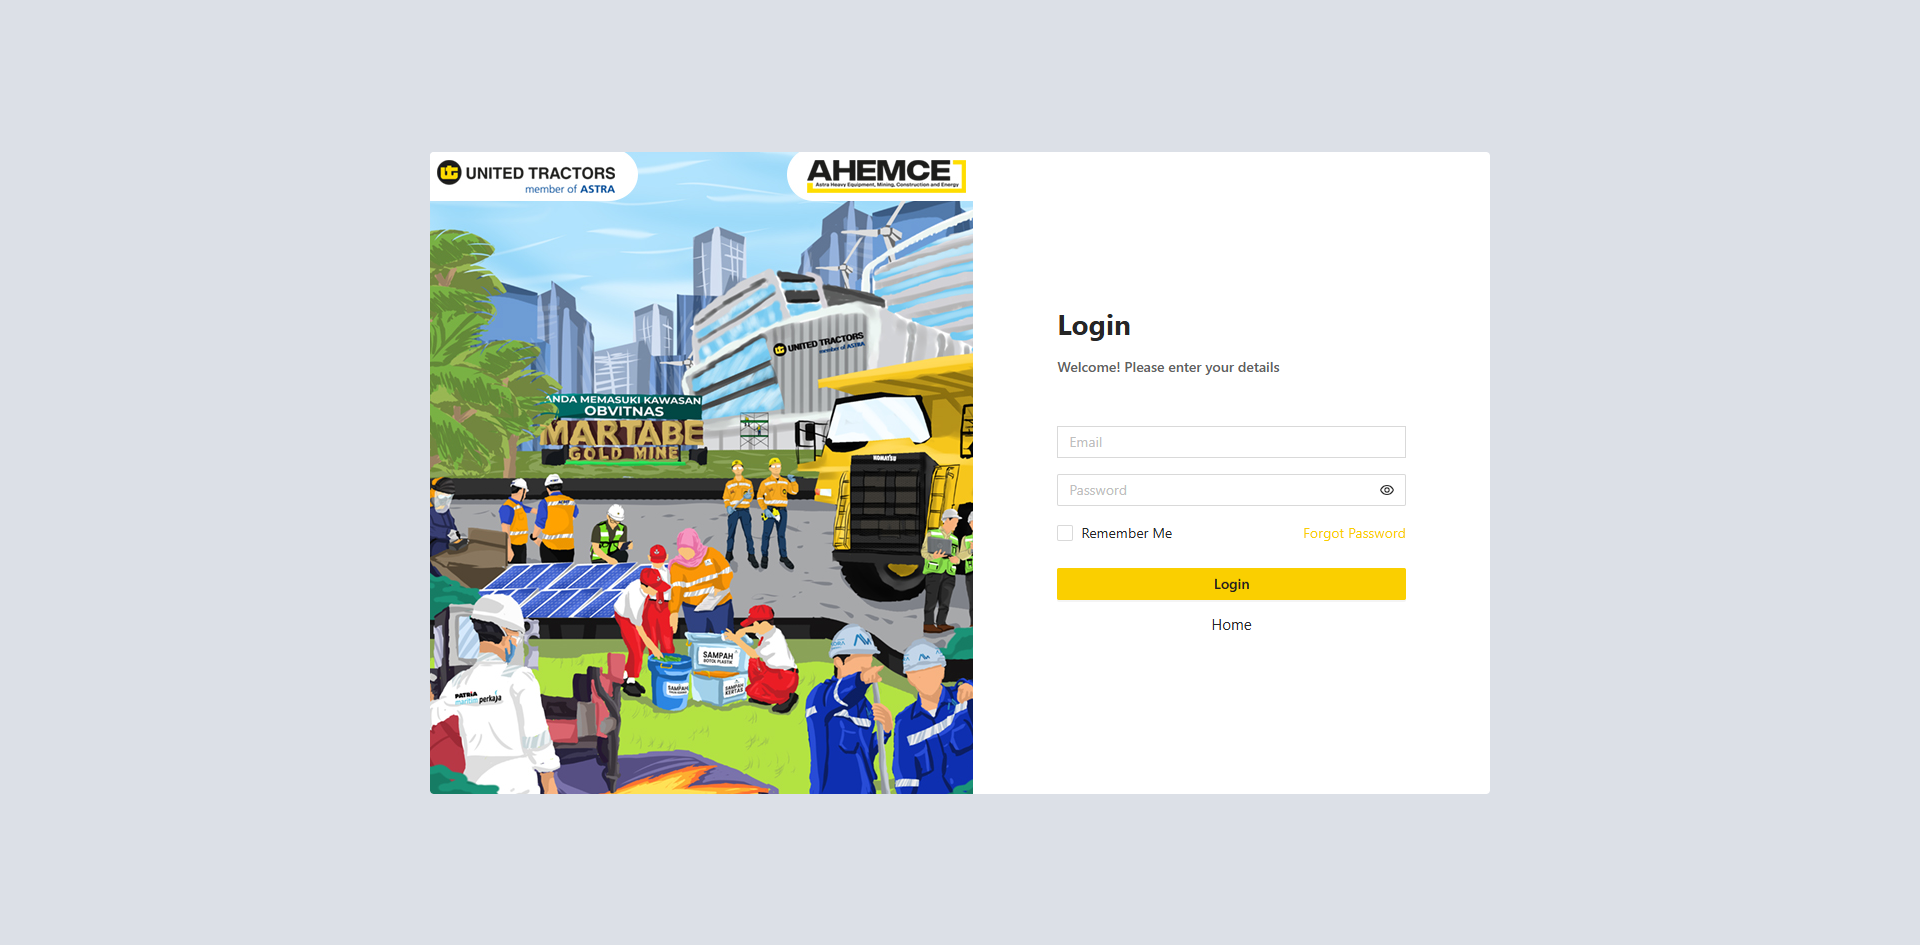 UNITED TRACTORS
member of ASTRA
AHEMCE
Astra Heavy Equipment, Mining, Construction and Energy
UNITED TRACTORS
member of ASTRA
ANDA MEMASUKI KAWASAN
OBVITNAS
MARTABE
GOLD MINE
KOMATSU
SAMPAH
BOTOL PLASTIK
SAMPAH
SAMPAH
KERTAS
PATRIA
maritim perkasa
Login
Welcome! Please enter your details
Email
Password
Remember Me
Forgot Password
Login
Home